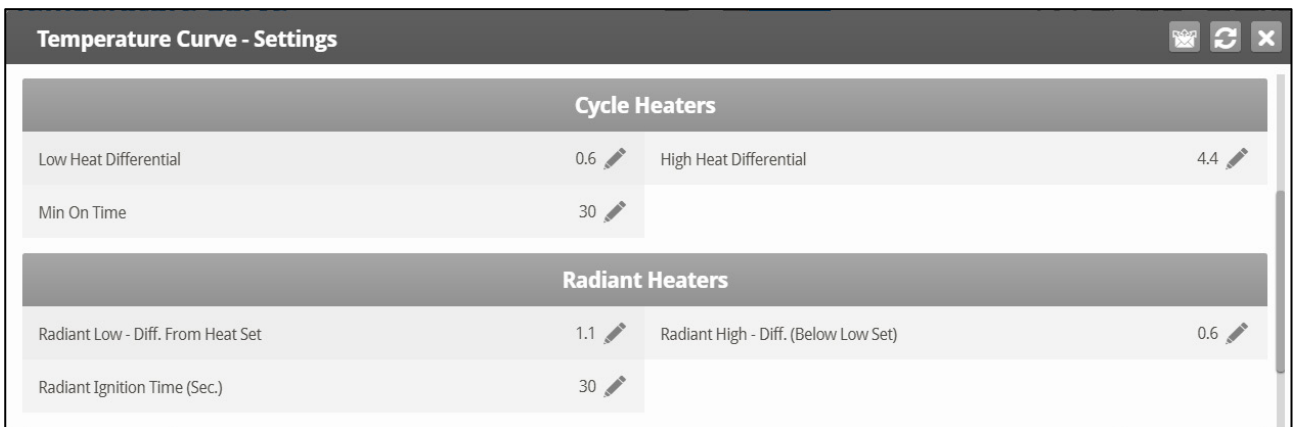 Temperature Curve - Settings
Cycle Heaters
Low Heat Differential 0.6 High Heat Differential 4.4
Min On Time 30
Radiant Heaters
Radiant Low - Diff. From Heat Set 1.1 Radiant High - Diff. (Below Low Set) 0.6
Radiant Ignition Time (Sec.) 30